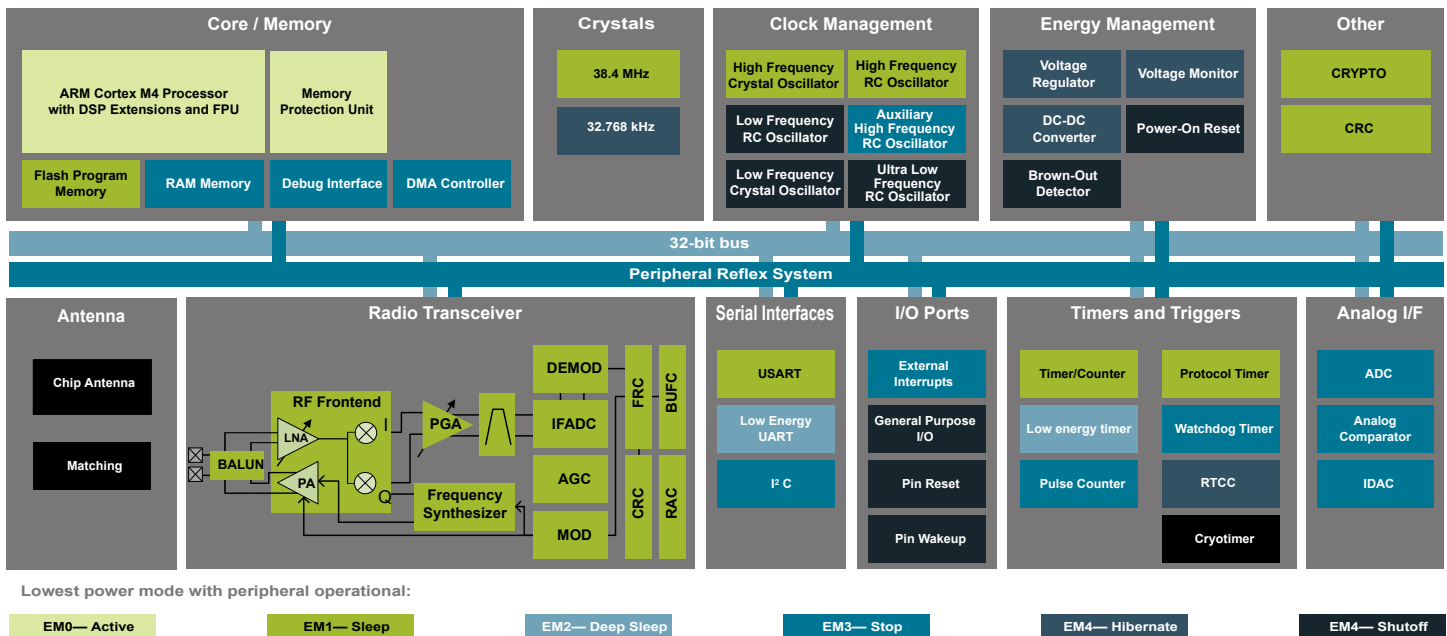 Core / Memory
ARM Cortex M4 Processor
with DSP Extensions and FPU
Memory
Protection Unit
Flash Program
Memory
RAM Memory
Debug Interface
DMA Controller
Crystals
38.4 MHz
32.768 kHz
Clock Management
High Frequency
Crystal Oscillator
High Frequency
RC Oscillator
Low Frequency
RC Oscillator
Auxiliary
High Frequency
RC Oscillator
Low Frequency
Crystal Oscillator
Ultra Low
Frequency
RC Oscillator
Energy Management
Voltage
Regulator
Voltage Monitor
DC-DC
Converter
Power-On Reset
Brown-Out
Detector
Other
CRYPTO
CRC
32-bit bus
Peripheral Reflex System
Antenna
Chip Antenna
Matching
Radio Transceiver
RF Frontend
LNA
I
BALUN
PA
Q
PGA
Frequency
Synthesizer
DEMOD
IFADC
AGC
MOD
FRC
BUFC
CRC
RAC
Serial Interfaces
USART
Low Energy
UART
I² C
I/O Ports
External
Interrupts
General Purpose
I/O
Pin Reset
Pin Wakeup
Timers and Triggers
Timer/Counter
Protocol Timer
Low energy timer
Watchdog Timer
Pulse Counter
RTCC
Cryotimer
Analog I/F
ADC
Analog
Comparator
IDAC
Lowest power mode with peripheral operational:
EM0— Active
EM1— Sleep
EM2— Deep Sleep
EM3— Stop
EM4— Hibernate
EM4— Shutoff